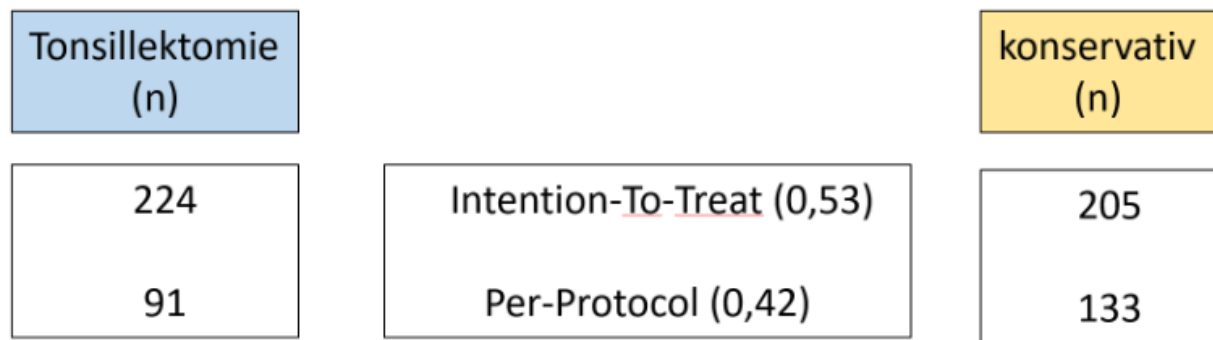 Tonsillektomie
(n)
konservativ
(n)
224
Intention-To-Treat (0,53)
205
91
Per-Protocol (0,42)
133